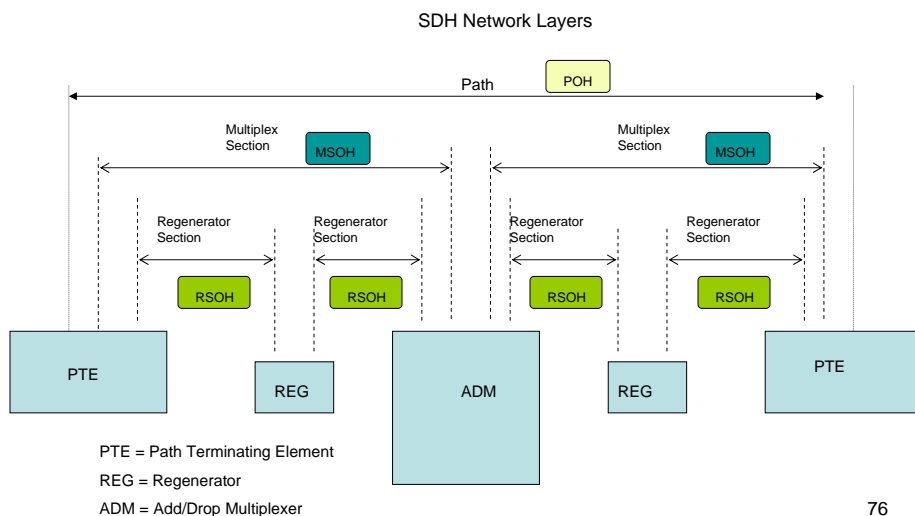 SDH Network Layers
Path
POH
Multiplex
Section
MSOH
Multiplex
Section
MSOH
Regenerator
Section
Regenerator
Section
Regenerator
Section
Regenerator
Section
RSOH
RSOH
RSOH
RSOH
PTE
REG
ADM
REG
PTE
PTE = Path Terminating Element
REG = Regenerator
ADM = Add/Drop Multiplexer
76